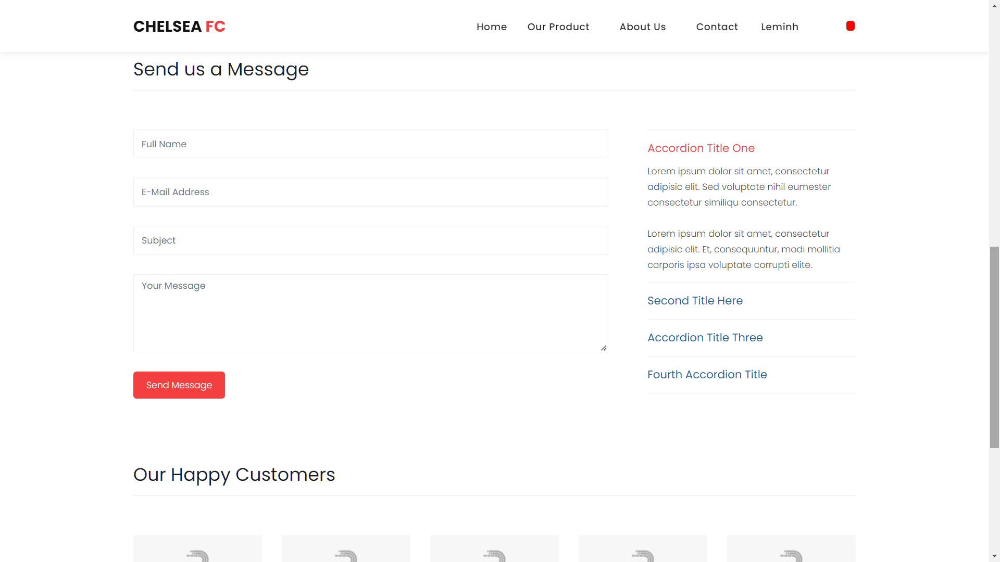 CHELSEA FC
Home
Our Product
About Us
Contact
Leminh
Send us a Message
Full Name
E-Mail Address
Subject
Your Message
Send Message
Accordion Title One
Lorem ipsum dolor sit amet, consectetur
adipisic elit. Sed voluptate nihil eumester
consectetur similiqu consectetur.
Lorem ipsum dolor sit amet, consectetur
adipisic elit. Et, consequuntur, modi mollitia
corporis ipsa voluptate corrupti elite.
Second Title Here
Accordion Title Three
Fourth Accordion Title
Our Happy Customers